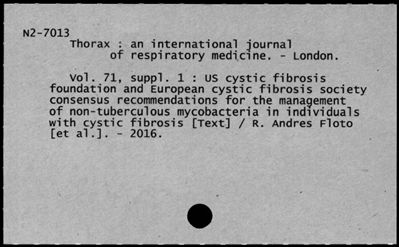 N2-7013
Thorax : an international journal
of respiratory medicine. - London.
Vol. 71, suppl. 1 : US cystic fibrosis
foundation and European cystic fibrosis society
consensus recommendations for the management
of non-tuberculous mycobacteria in individuals
with cystic fibrosis [Text] / R. Andres Floto
[et al.]. - 2016.